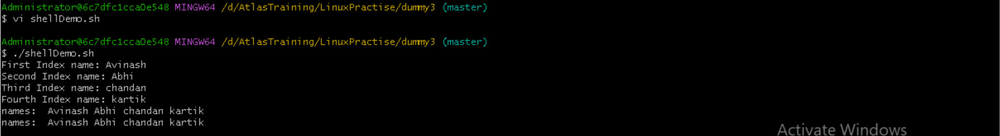 Administrator@6c7dfc1cca0e548 MINGW64 /d/AtlasTraining/LinuxPractise/dummy3 (master)
$ vi shellDemo.sh
Administrator@6c7dfc1cca0e548 MINGW64 /d/AtlasTraining/LinuxPractise/dummy3 (master)
$ ./shellDemo.sh
First Index name: Avinash
Second Index name: Abhi
Third Index name: chandan
Fourth Index name: kartik
names:  Avinash Abhi chandan kartik
names:  Avinash Abhi chandan kartik
Activate Windows